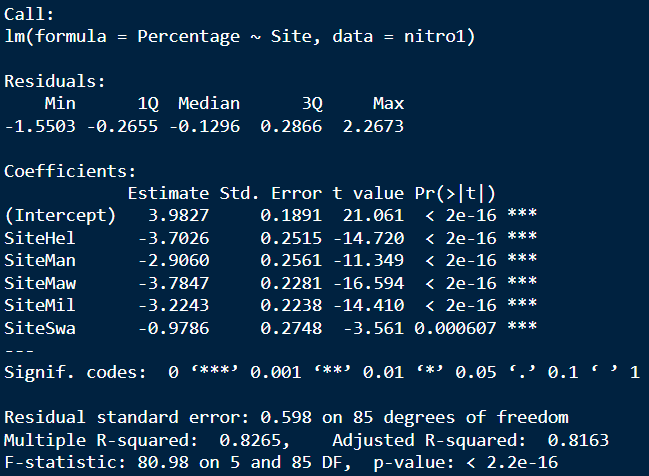 Call:
lm(formula = Percentage ~ Site, data = nitro1)
Residuals:
    Min      1Q  Median      3Q     Max
-1.5503 -0.2655 -0.1296  0.2866  2.2673
Coefficients:
            Estimate Std. Error t value Pr(>|t|)
(Intercept)   3.9827     0.1891  21.061  < 2e-16 ***
SiteHel      -3.7026     0.2515 -14.720  < 2e-16 ***
SiteMan      -2.9060     0.2561 -11.349  < 2e-16 ***
SiteMaw      -3.7847     0.2281 -16.594  < 2e-16 ***
SiteMil      -3.2243     0.2238 -14.410  < 2e-16 ***
SiteSwa      -0.9786     0.2748  -3.561 0.000607 ***
---
Signif. codes:  0 ‘***’ 0.001 ‘**’ 0.01 ‘*’ 0.05 ‘.’ 0.1 ‘ ’ 1
Residual standard error: 0.598 on 85 degrees of freedom
Multiple R-squared:  0.8265,    Adjusted R-squared:  0.8163
F-statistic: 80.98 on 5 and 85 DF,  p-value: < 2.2e-16